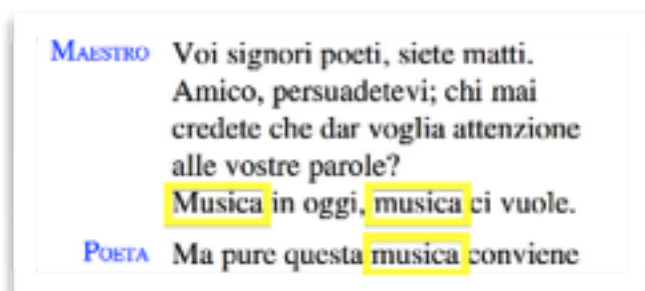 MAESTRO Voi signori poeti, siete matti.
Amico, persuadetevi; chi mai
credete che dar voglia attenzione
alle vostre parole?
Musica in oggi, musica ci vuole.
POETA Ma pure questa musica conviene